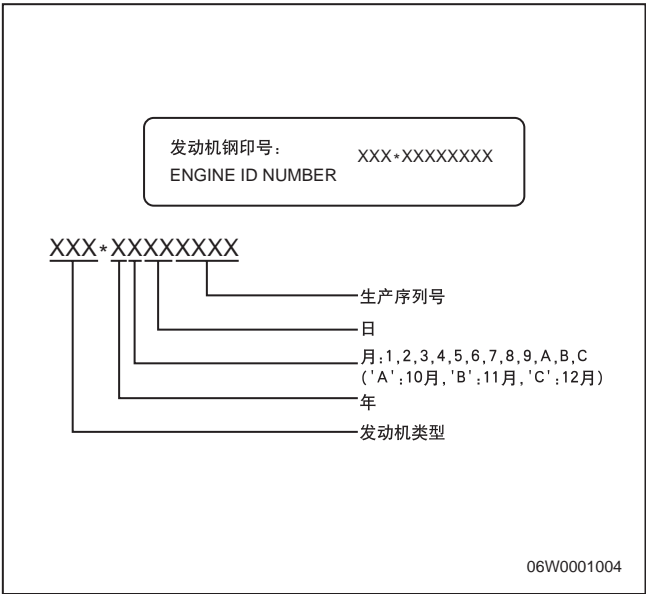 发动机钢印号:
XXX*XXXXXXXX
ENGINE ID NUMBER
XXX*XXXXXXXX
生产序列号
日
月:1,2,3,4,5,6,7,8,9,A,B,C
('A':10月,'B':11月,'C':12月)
年
发动机类型
06W0001004